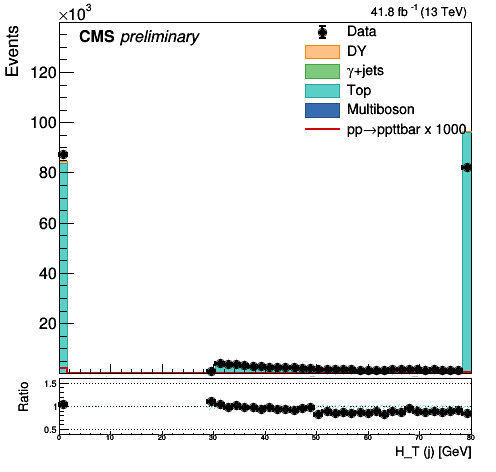 ×10³
41.8 fb⁻¹ (13 TeV)
CMS preliminary
Events
Data
DY
γ+jets
Top
Multiboson
pp→ppttbar x 1000
120
100
80
60
40
20
Ratio
1.5
1
0.5
0 10 20 30 40 50 60 70 80
H_T (j) [GeV]